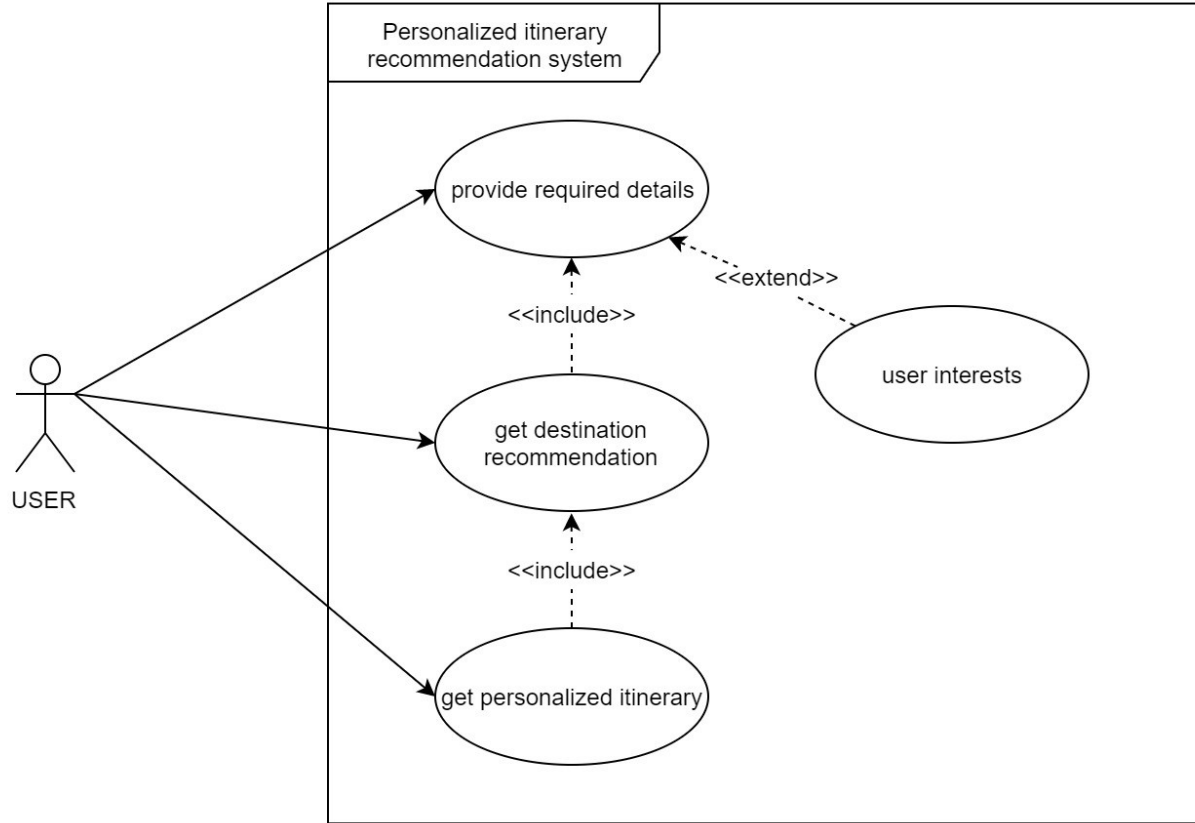 Personalized itinerary
recommendation system
provide required details
<<extend>>
<<include>>
user interests
get destination
recommendation
USER
<<include>>
get personalized itinerary